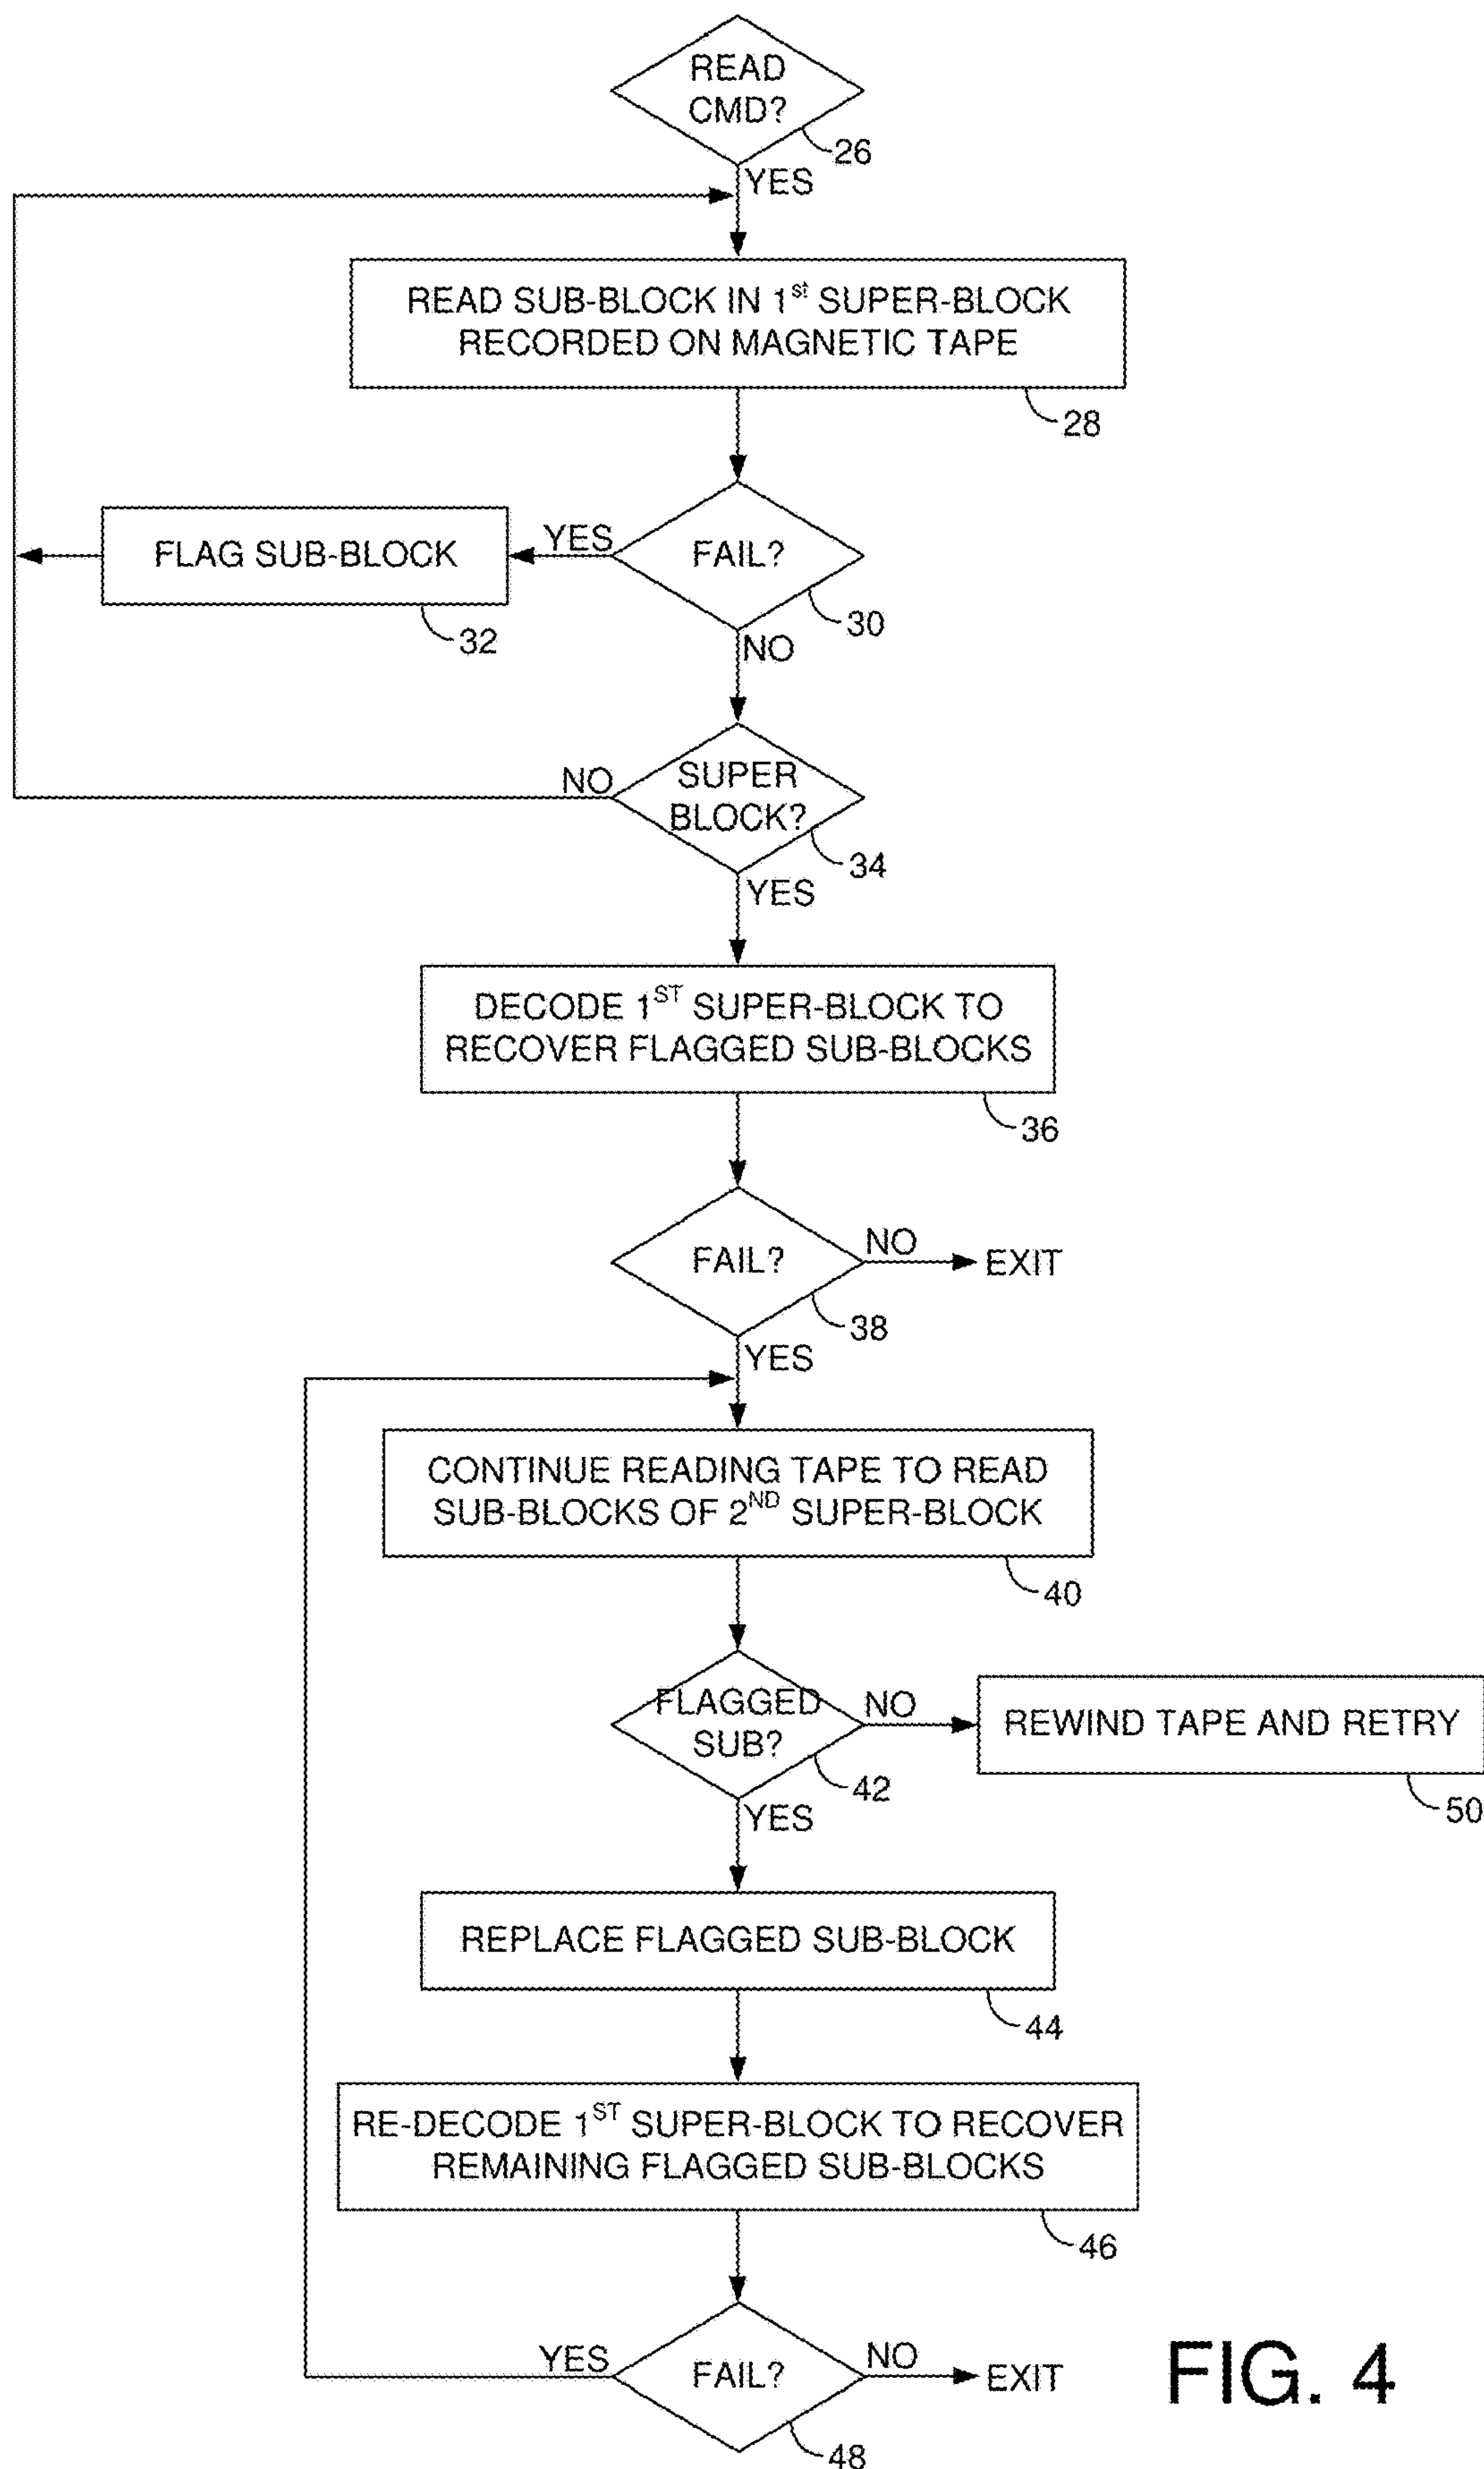 READ
CMD?
26
YES
READ SUB-BLOCK IN 1st SUPER-BLOCK
RECORDED ON MAGNETIC TAPE
28
FLAG SUB-BLOCK
YES
FAIL?
32
30
NO
NO
SUPER
BLOCK?
34
YES
DECODE 1ST SUPER-BLOCK TO
RECOVER FLAGGED SUB-BLOCKS
36
FAIL?
NO
EXIT
38
YES
CONTINUE READING TAPE TO READ
SUB-BLOCKS OF 2ND SUPER-BLOCK
40
FLAGGED
SUB?
NO
REWIND TAPE AND RETRY
42
50
YES
REPLACE FLAGGED SUB-BLOCK
44
RE-DECODE 1ST SUPER-BLOCK TO RECOVER
REMAINING FLAGGED SUB-BLOCKS
46
YES
FAIL?
NO
EXIT
48
FIG. 4